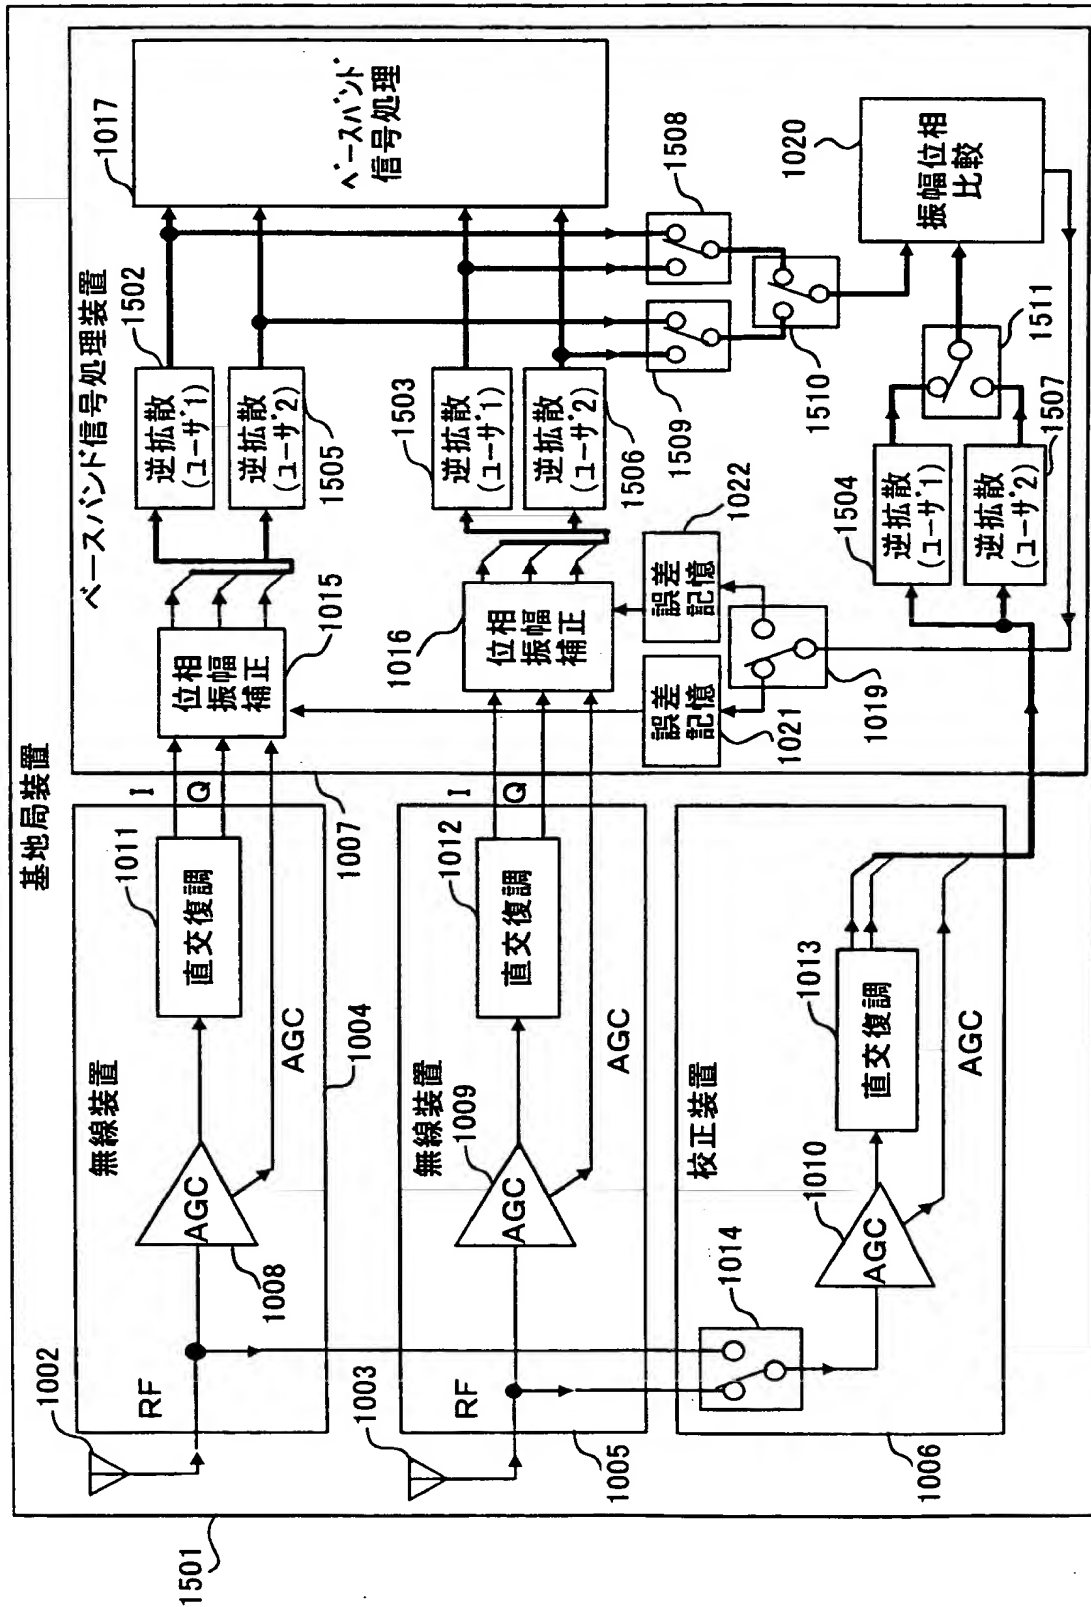 基地局装置
1501
1002
RF
無線装置
AGC
1008
1011
直交復調
I
Q
AGC
1004
1003
RF
無線装置
AGC
1009
1012
直交復調
I
Q
AGC
1005
校正装置
1014
1010
AGC
1013
直交復調
AGC
1006
1007
ベースバンド信号処理装置
位相
振幅
補正
1015
1502
逆拡散
(ユーザ1)
逆拡散
(ユーザ2)
1505
1017
ベースバンド
信号処理
1016
位相
振幅
補正
1503
逆拡散
(ユーザ1)
逆拡散
(ユーザ2)
1506
1508
1509
1510
誤差
記憶
1021
誤差
記憶
1022
1019
1504
逆拡散
(ユーザ1)
逆拡散
(ユーザ2)
1507
1511
1020
振幅位相
比較